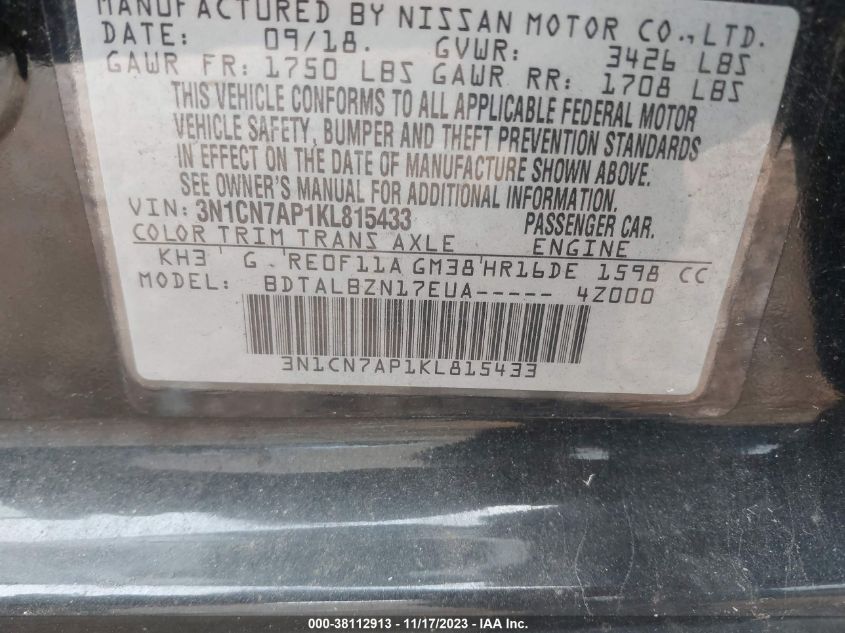 MANUFACTURED BY NISSAN MOTOR CO., LTD.
DATE: 09/18. GVWR: 3426 LBS
GAWR FR: 1750 LBS GAWR RR: 1708 LBS
THIS VEHICLE CONFORMS TO ALL APPLICABLE FEDERAL MOTOR
VEHICLE SAFETY, BUMPER AND THEFT PREVENTION STANDARDS
IN EFFECT ON THE DATE OF MANUFACTURE SHOWN ABOVE.
SEE OWNER'S MANUAL FOR ADDITIONAL INFORMATION.
VIN: 3N1CN7AP1KL815433 PASSENGER CAR.
COLOR TRIM TRANS AXLE ENGINE
KH3 G RE0F11A GM38 HR16DE 1598 CC
MODEL: BDTALBZN17EUA----- 4Z000
3N1CN7AP1KL815433
000-38112913 - 11/17/2023 - IAA Inc.